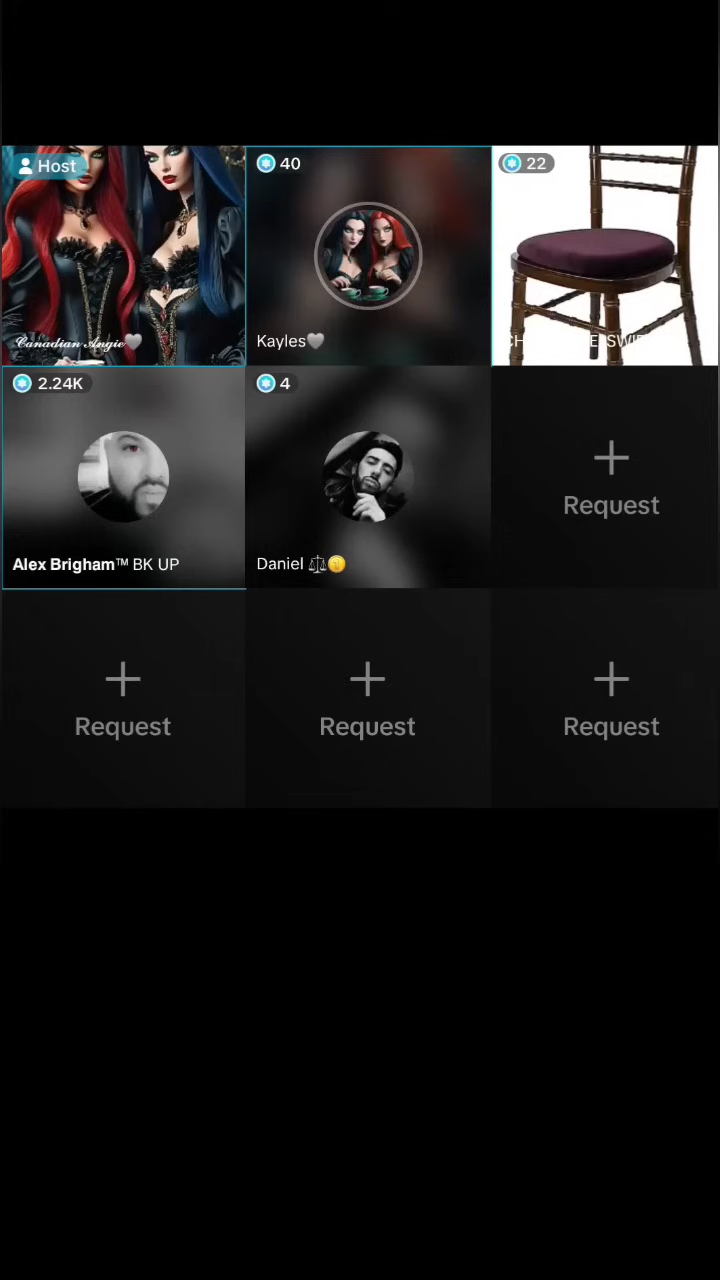 Host
40
22
Canadian Angie🩶
Kayles🩶
2.24K
4
Alex Brigham™ BK UP
Daniel ⚖️🪙
Request
Request
Request
Request